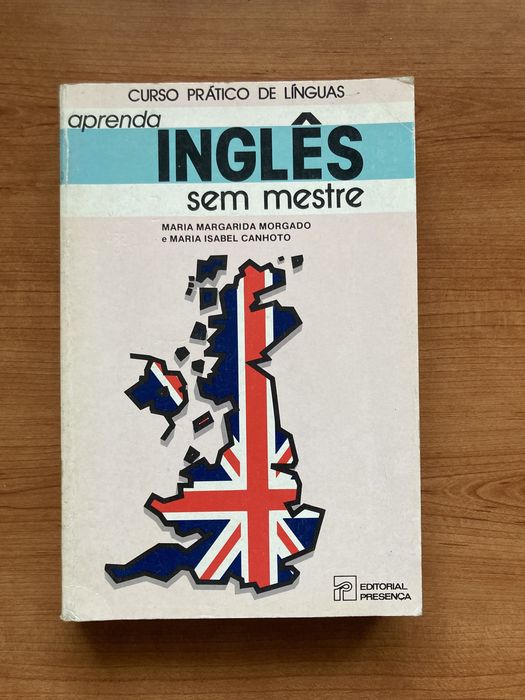 CURSO PRÁTICO DE LÍNGUAS
aprenda
INGLÊS
sem mestre
MARIA MARGARIDA MORGADO
e MARIA ISABEL CANHOTO
EDITORIAL
PRESENÇA